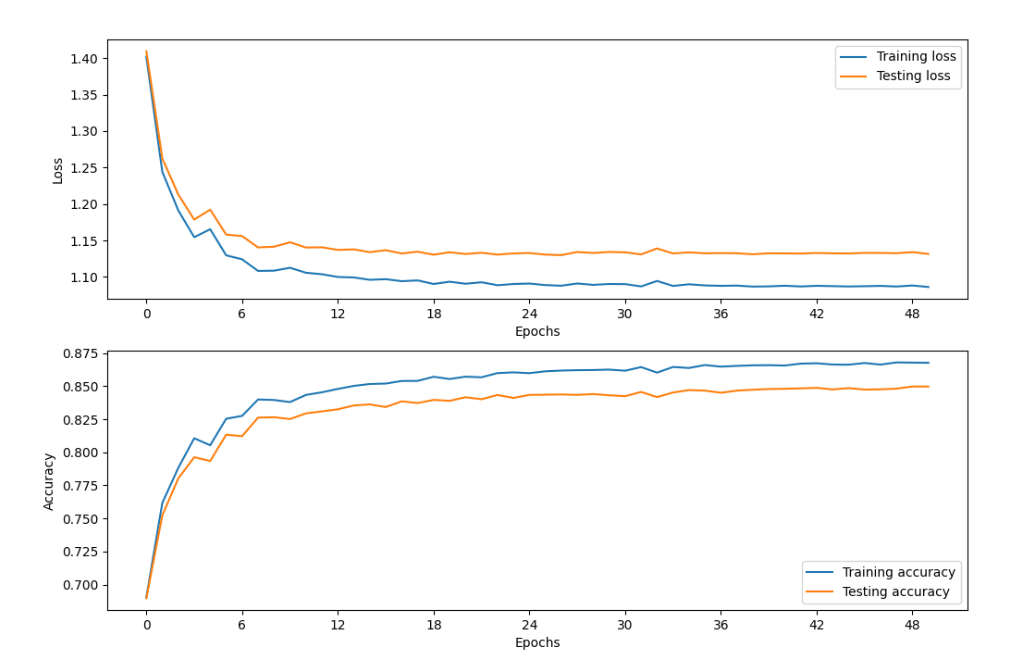 1.40
1.35
1.30
1.25
1.20
1.15
1.10
Loss
Training loss
Testing loss
0 6 12 18 24 30 36 42 48
Epochs
0.875
0.850
0.825
0.800
0.775
0.750
0.725
0.700
Accuracy
Training accuracy
Testing accuracy
0 6 12 18 24 30 36 42 48
Epochs